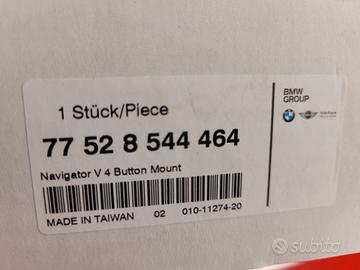 1 Stück/Piece
BMW
GROUP
77 52 8 544 464
Navigator V 4 Button Mount
MADE IN TAIWAN 02 010-11274-20
subito